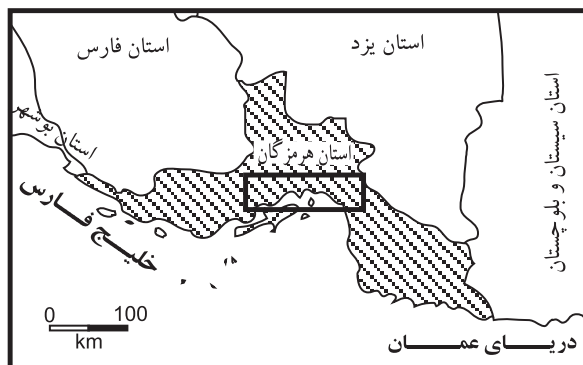 استان یزد
استان فارس
استان سیستان و بلوچستان
استان بوشهر
استان هرمزگان
خلیج فارس
0 100
km
دریای عمان